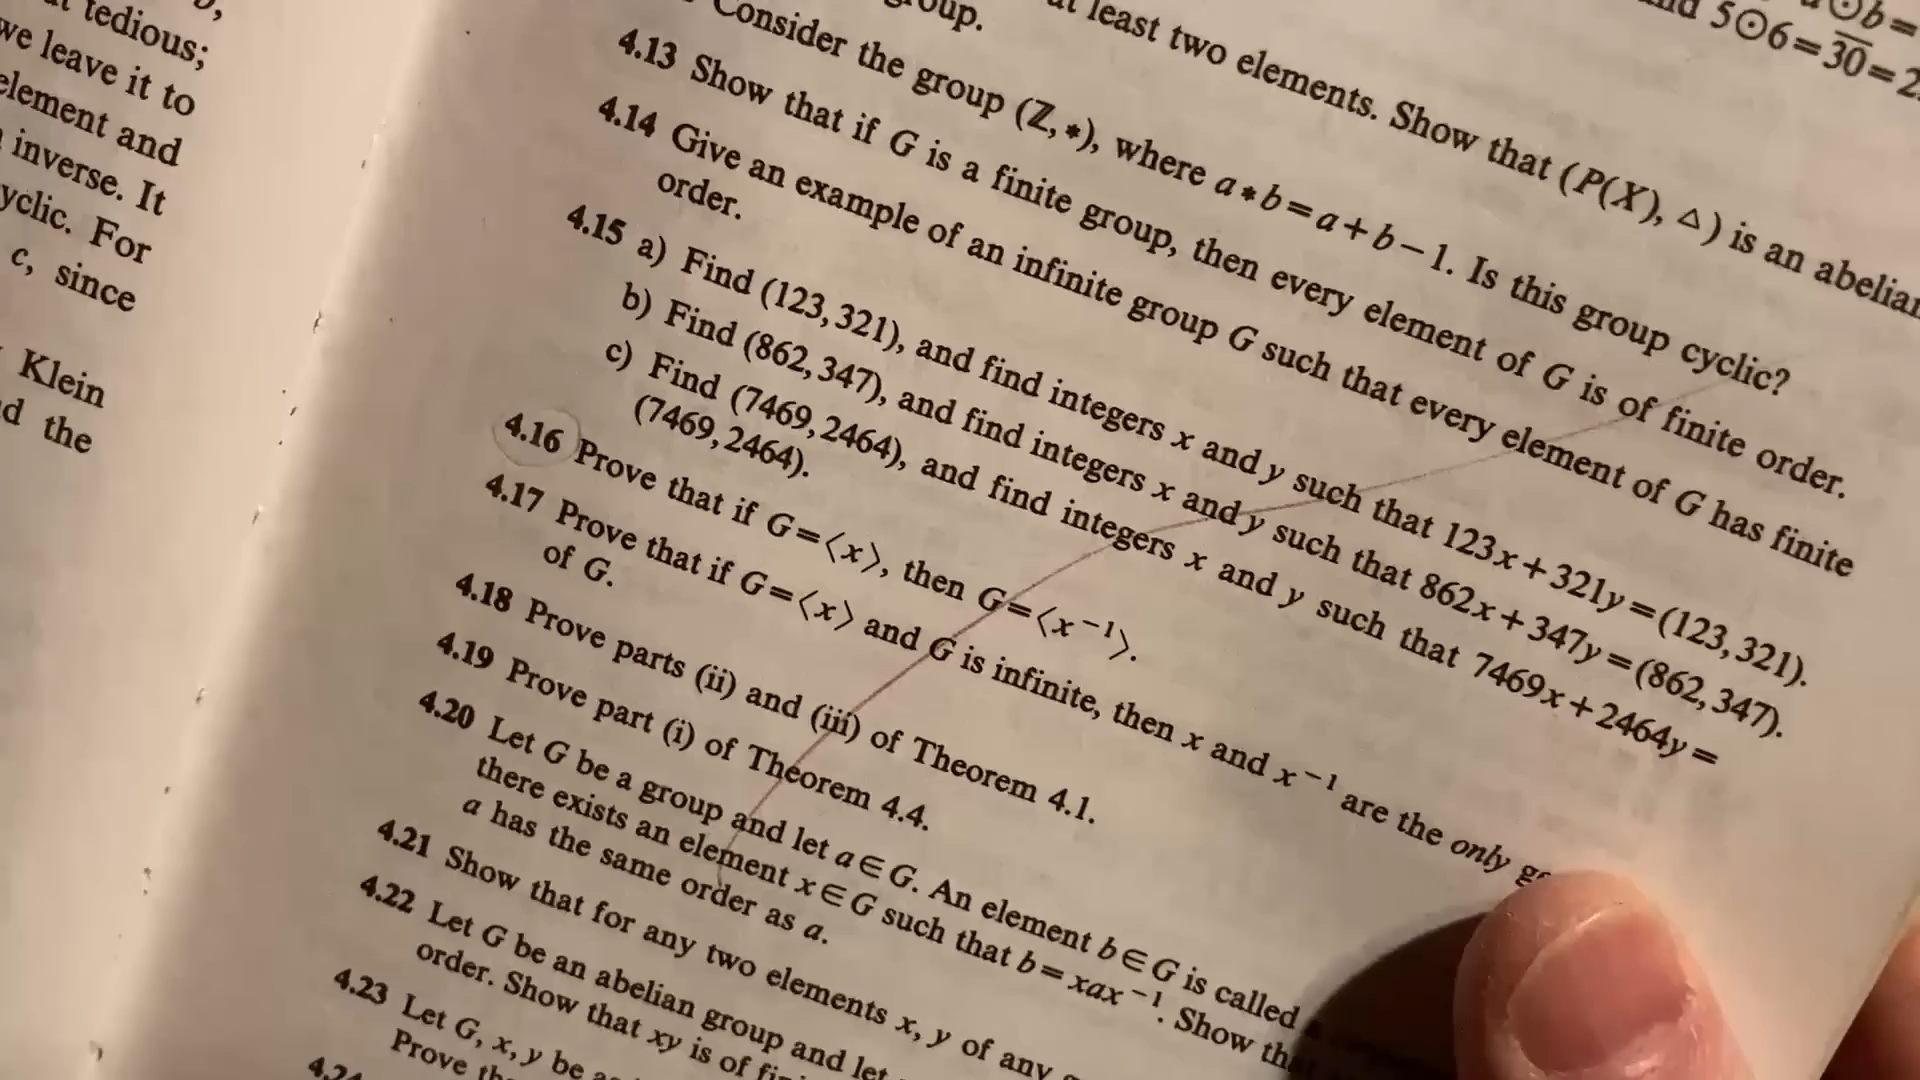 tedious;
we leave it to
element and
inverse. It
cyclic. For
c, since
Klein
the
a⊙b=
5⊙6=30̅=2
at least two elements. Show that (P(X), △) is an abelian
group.
Consider the group (ℤ, *), where a*b=a+b−1. Is this group cyclic?
4.13 Show that if G is a finite group, then every element of G is of finite order.
4.14 Give an example of an infinite group G such that every element of G has finite
order.
4.15 a) Find (123, 321), and find integers x and y such that 123x+321y=(123, 321).
b) Find (862, 347), and find integers x and y such that 862x+347y=(862, 347).
c) Find (7469, 2464), and find integers x and y such that 7469x+2464y=
(7469, 2464).
4.16 Prove that if G=⟨x⟩, then G=⟨x⁻¹⟩.
4.17 Prove that if G=⟨x⟩ and G is infinite, then x and x⁻¹ are the only
of G.
4.18 Prove parts (ii) and (iii) of Theorem 4.1.
4.19 Prove part (i) of Theorem 4.4.
4.20 Let G be a group and let a∈G. An element b∈G is called
there exists an element x∈G such that b=xax⁻¹. Show
a has the same order as a.
4.21 Show that for any two elements x, y of any
4.22 Let G be an abelian group and let
order. Show that xy is of
4.23 Let G, x, y be
Prove
4.24